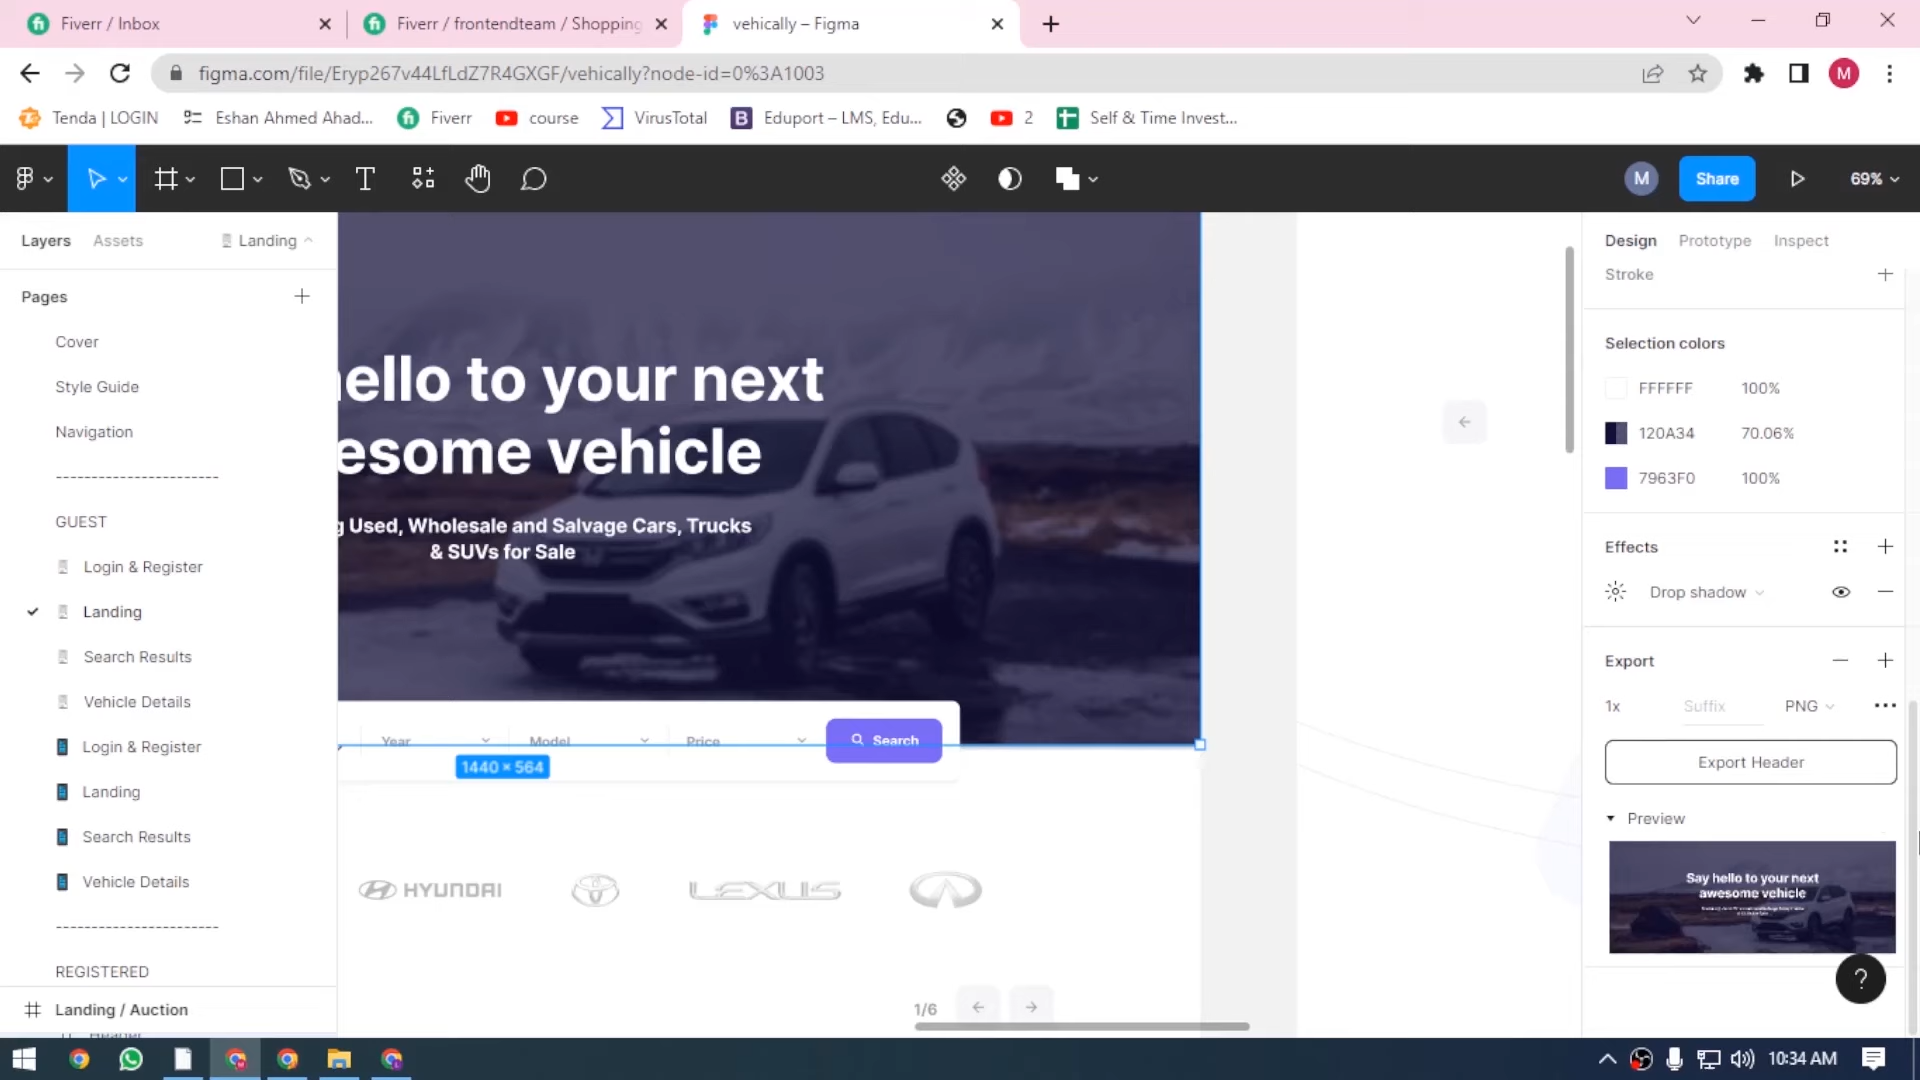 Fiverr / Inbox
Fiverr / frontendteam / Shopping
vehically – Figma
figma.com/file/Eryp267v44LfLdZ7R4GXGF/vehically?node-id=0%3A1003
M
Tenda | LOGIN
Eshan Ahmed Ahad...
Fiverr
course
VirusTotal
Eduport – LMS, Edu...
2
Self & Time Invest...
M
Share
69%
Layers
Assets
Landing
Pages
Cover
Style Guide
Navigation
-----------------------
GUEST
Login & Register
Landing
Search Results
Vehicle Details
Login & Register
Landing
Search Results
Vehicle Details
-----------------------
REGISTERED
Landing / Auction
Header
hello to your next
esome vehicle
g Used, Wholesale and Salvage Cars, Trucks
& SUVs for Sale
Year
Model
Price
Search
1440 × 564
HYUNDAI
LEXUS
1/6
Design
Prototype
Inspect
Stroke
Selection colors
FFFFFF
100%
120A34
70.06%
7963F0
100%
Effects
Drop shadow
Export
1x
Suffix
PNG
Export Header
Preview
Say hello to your next
awesome vehicle
?
10:34 AM